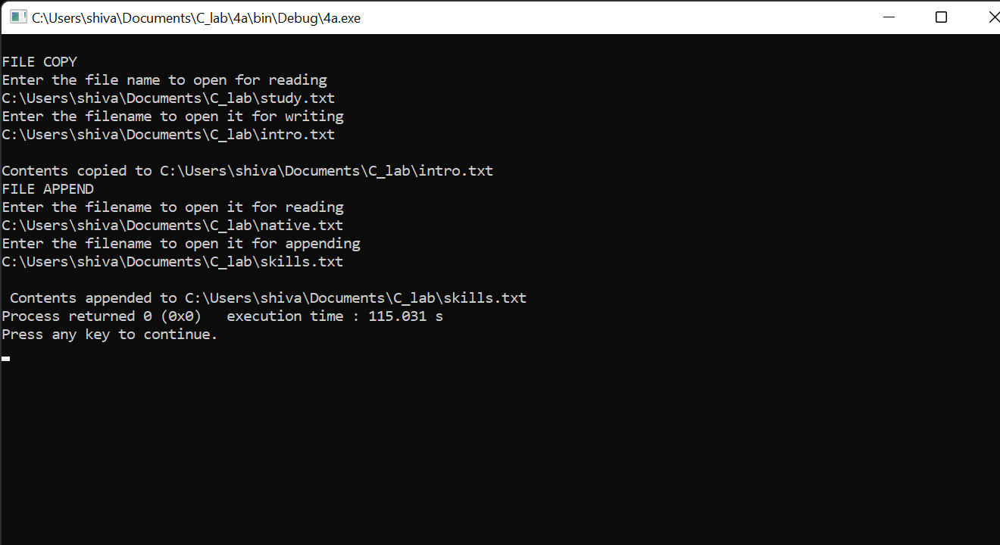 C:\Users\shiva\Documents\C_lab\4a\bin\Debug\4a.exe
FILE COPY
Enter the file name to open for reading
C:\Users\shiva\Documents\C_lab\study.txt
Enter the filename to open it for writing
C:\Users\shiva\Documents\C_lab\intro.txt
Contents copied to C:\Users\shiva\Documents\C_lab\intro.txt
FILE APPEND
Enter the filename to open it for reading
C:\Users\shiva\Documents\C_lab\native.txt
Enter the filename to open it for appending
C:\Users\shiva\Documents\C_lab\skills.txt
Contents appended to C:\Users\shiva\Documents\C_lab\skills.txt
Process returned 0 (0x0)   execution time : 115.031 s
Press any key to continue.